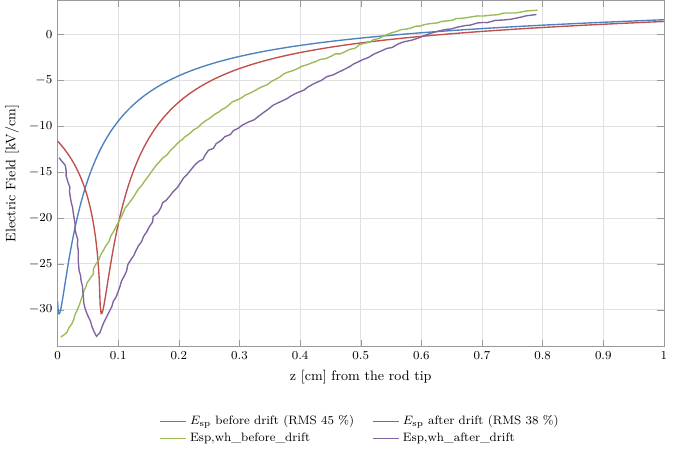 0
−5
−10
−15
−20
−25
−30
Electric Field [kV/cm]
0 0.1 0.2 0.3 0.4 0.5 0.6 0.7 0.8 0.9 1
z [cm] from the rod tip
E_sp before drift (RMS 45 %) E_sp after drift (RMS 38 %)
Esp,wh_before_drift Esp,wh_after_drift